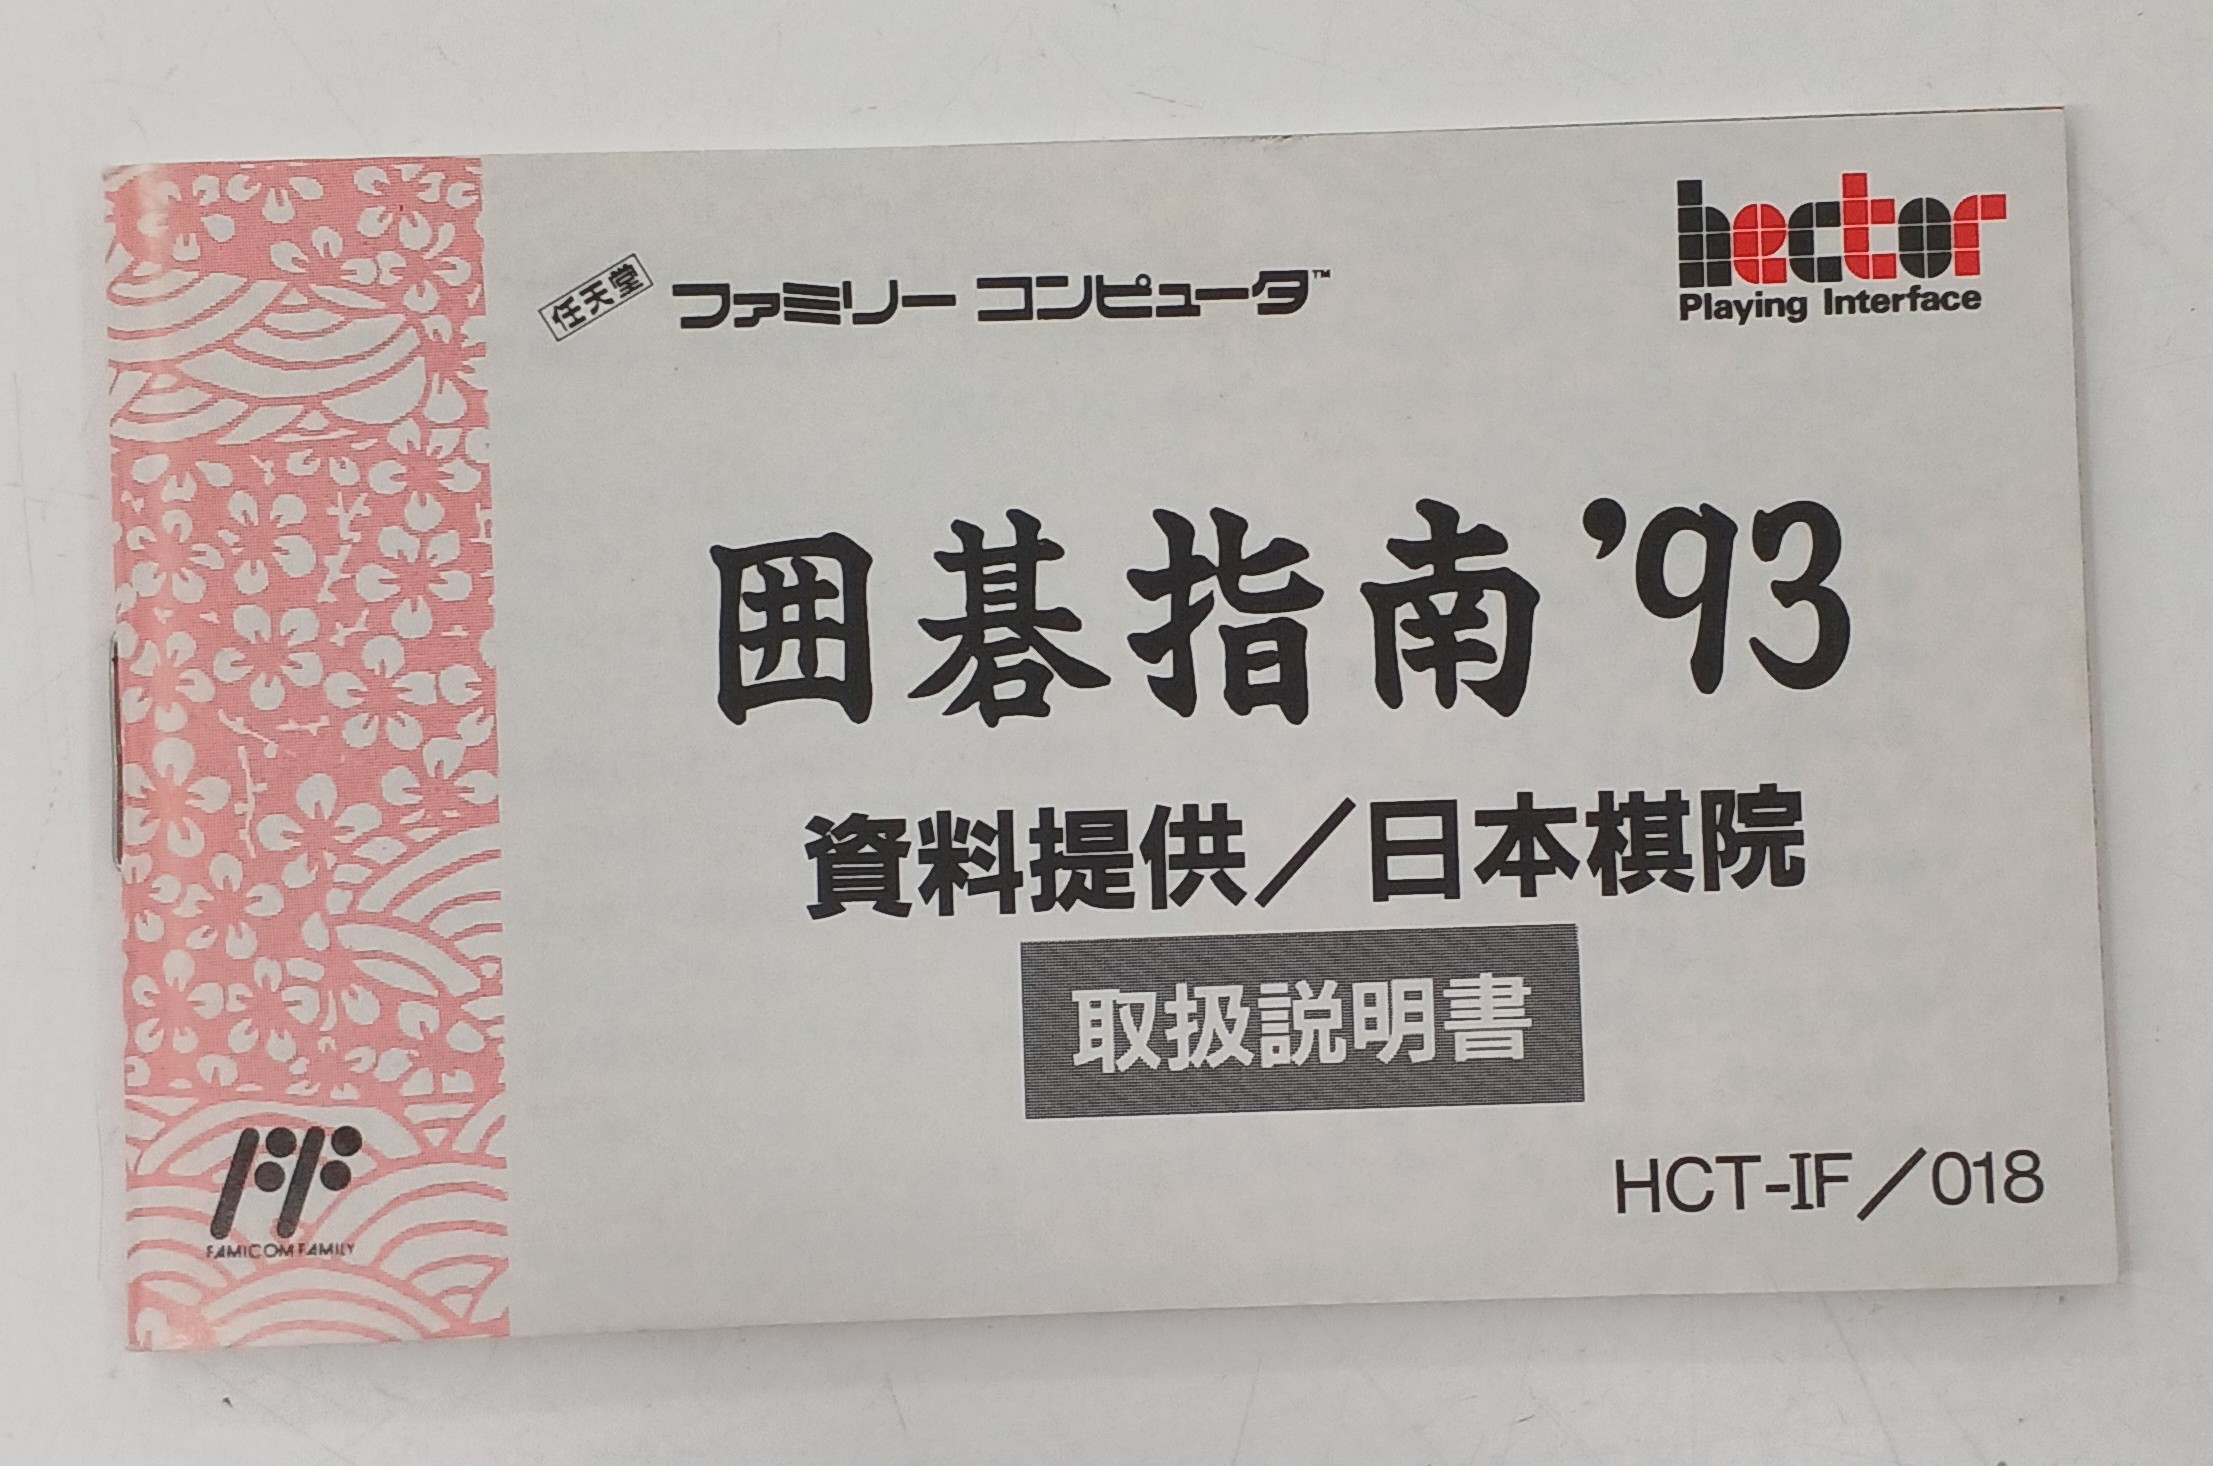 任天堂 ファミリー コンピュータ™
hector
Playing Interface
囲碁指南 '93
資料提供／日本棋院
取扱説明書
HCT-IF／018
FAMICOM FAMILY